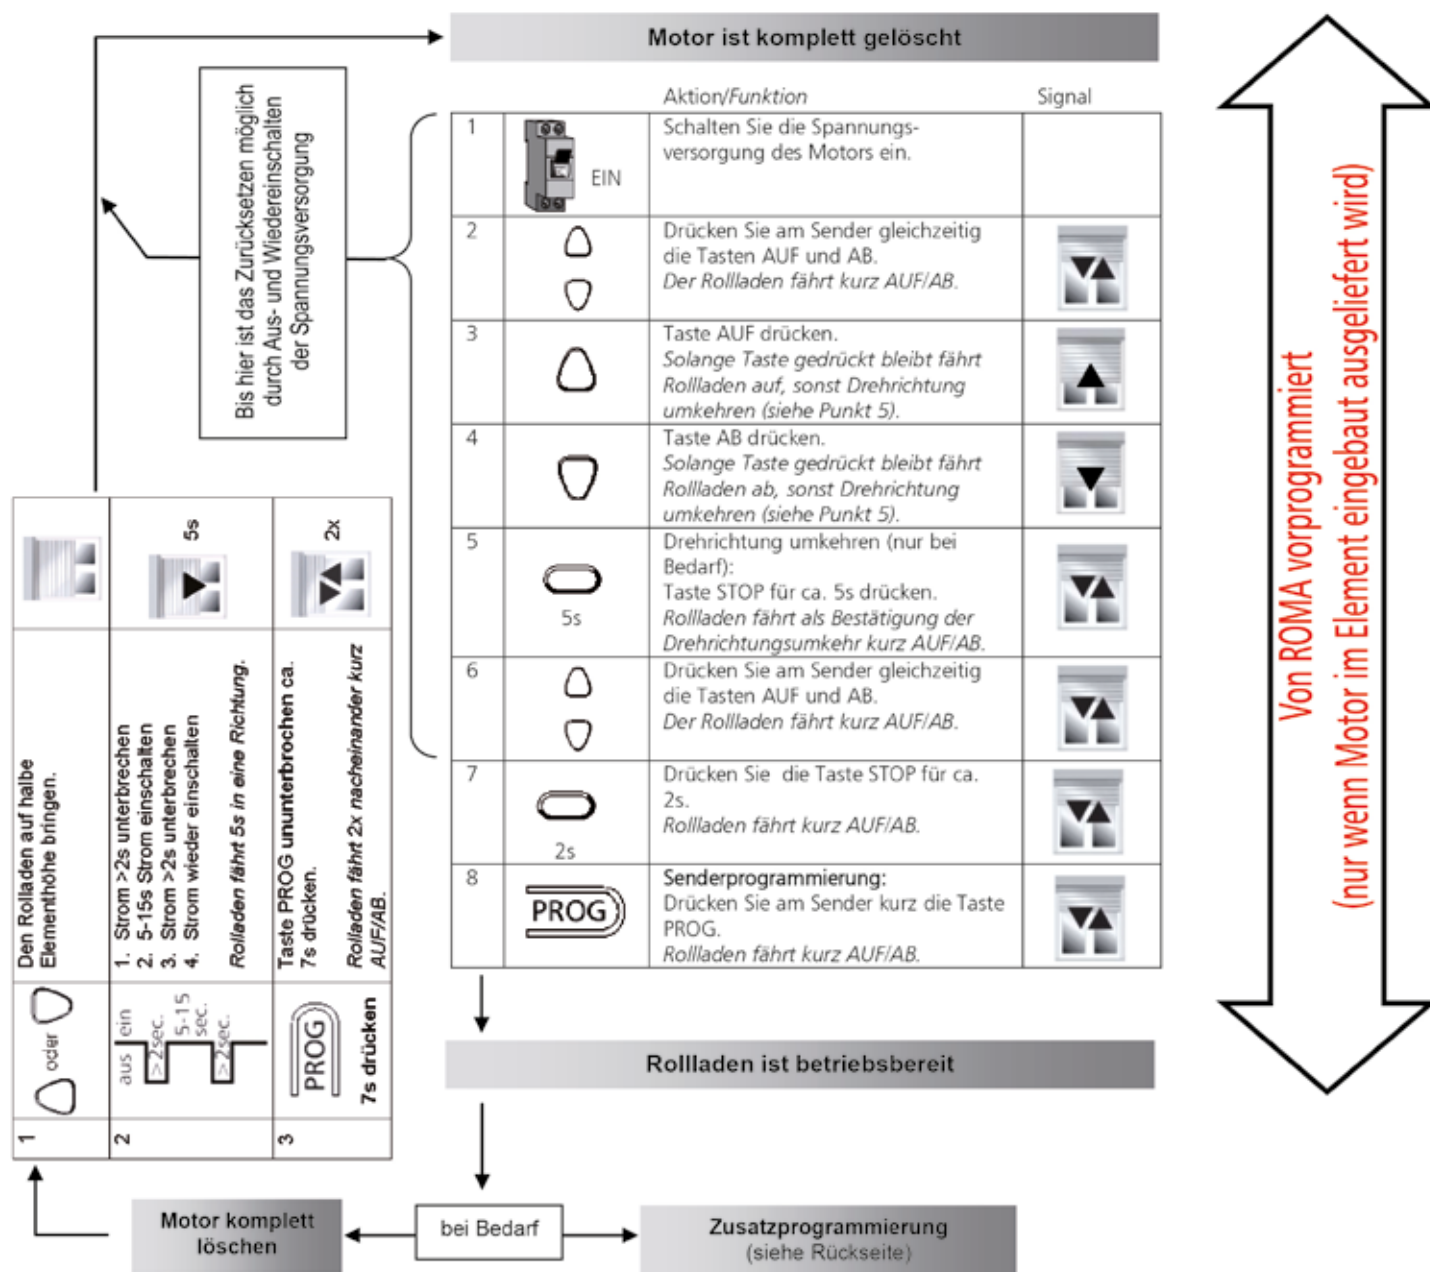 Motor ist komplett gelöscht
Bis hier ist das Zurücksetzen möglich
durch Aus- und Wiedereinschalten
der Spannungsversorgung
Aktion/Funktion
Signal
1
EIN
Schalten Sie die Spannungs-
versorgung des Motors ein.
2
Drücken Sie am Sender gleichzeitig
die Tasten AUF und AB.
Der Rollladen fährt kurz AUF/AB.
3
Taste AUF drücken.
Solange Taste gedrückt bleibt fährt
Rollladen auf, sonst Drehrichtung
umkehren (siehe Punkt 5).
4
Taste AB drücken.
Solange Taste gedrückt bleibt fährt
Rollladen ab, sonst Drehrichtung
umkehren (siehe Punkt 5).
5
5s
Drehrichtung umkehren (nur bei
Bedarf):
Taste STOP für ca. 5s drücken.
Rollladen fährt als Bestätigung der
Drehrichtungsumkehr kurz AUF/AB.
6
Drücken Sie am Sender gleichzeitig
die Tasten AUF und AB.
Der Rollladen fährt kurz AUF/AB.
7
2s
Drücken Sie die Taste STOP für ca.
2s.
Rollladen fährt kurz AUF/AB.
8
PROG
Senderprogrammierung:
Drücken Sie am Sender kurz die Taste
PROG.
Rollladen fährt kurz AUF/AB.
Von ROMA vorprogrammiert
(nur wenn Motor im Element eingebaut ausgeliefert wird)
Rollladen ist betriebsbereit
bei Bedarf
Zusatzprogrammierung
(siehe Rückseite)
Motor komplett
löschen
1
oder
Den Rolladen auf halbe
Elementhöhe bringen.
2
aus ein
>2sec.
5-15
sec.
>2sec.
1. Strom >2s unterbrechen
2. 5-15s Strom einschalten
3. Strom >2s unterbrechen
4. Strom wieder einschalten
Rolladen fährt 5s in eine Richtung.
5s
3
PROG
7s drücken
Taste PROG ununterbrochen ca.
7s drücken.
Rolladen fährt 2x nacheinander kurz
AUF/AB.
2x